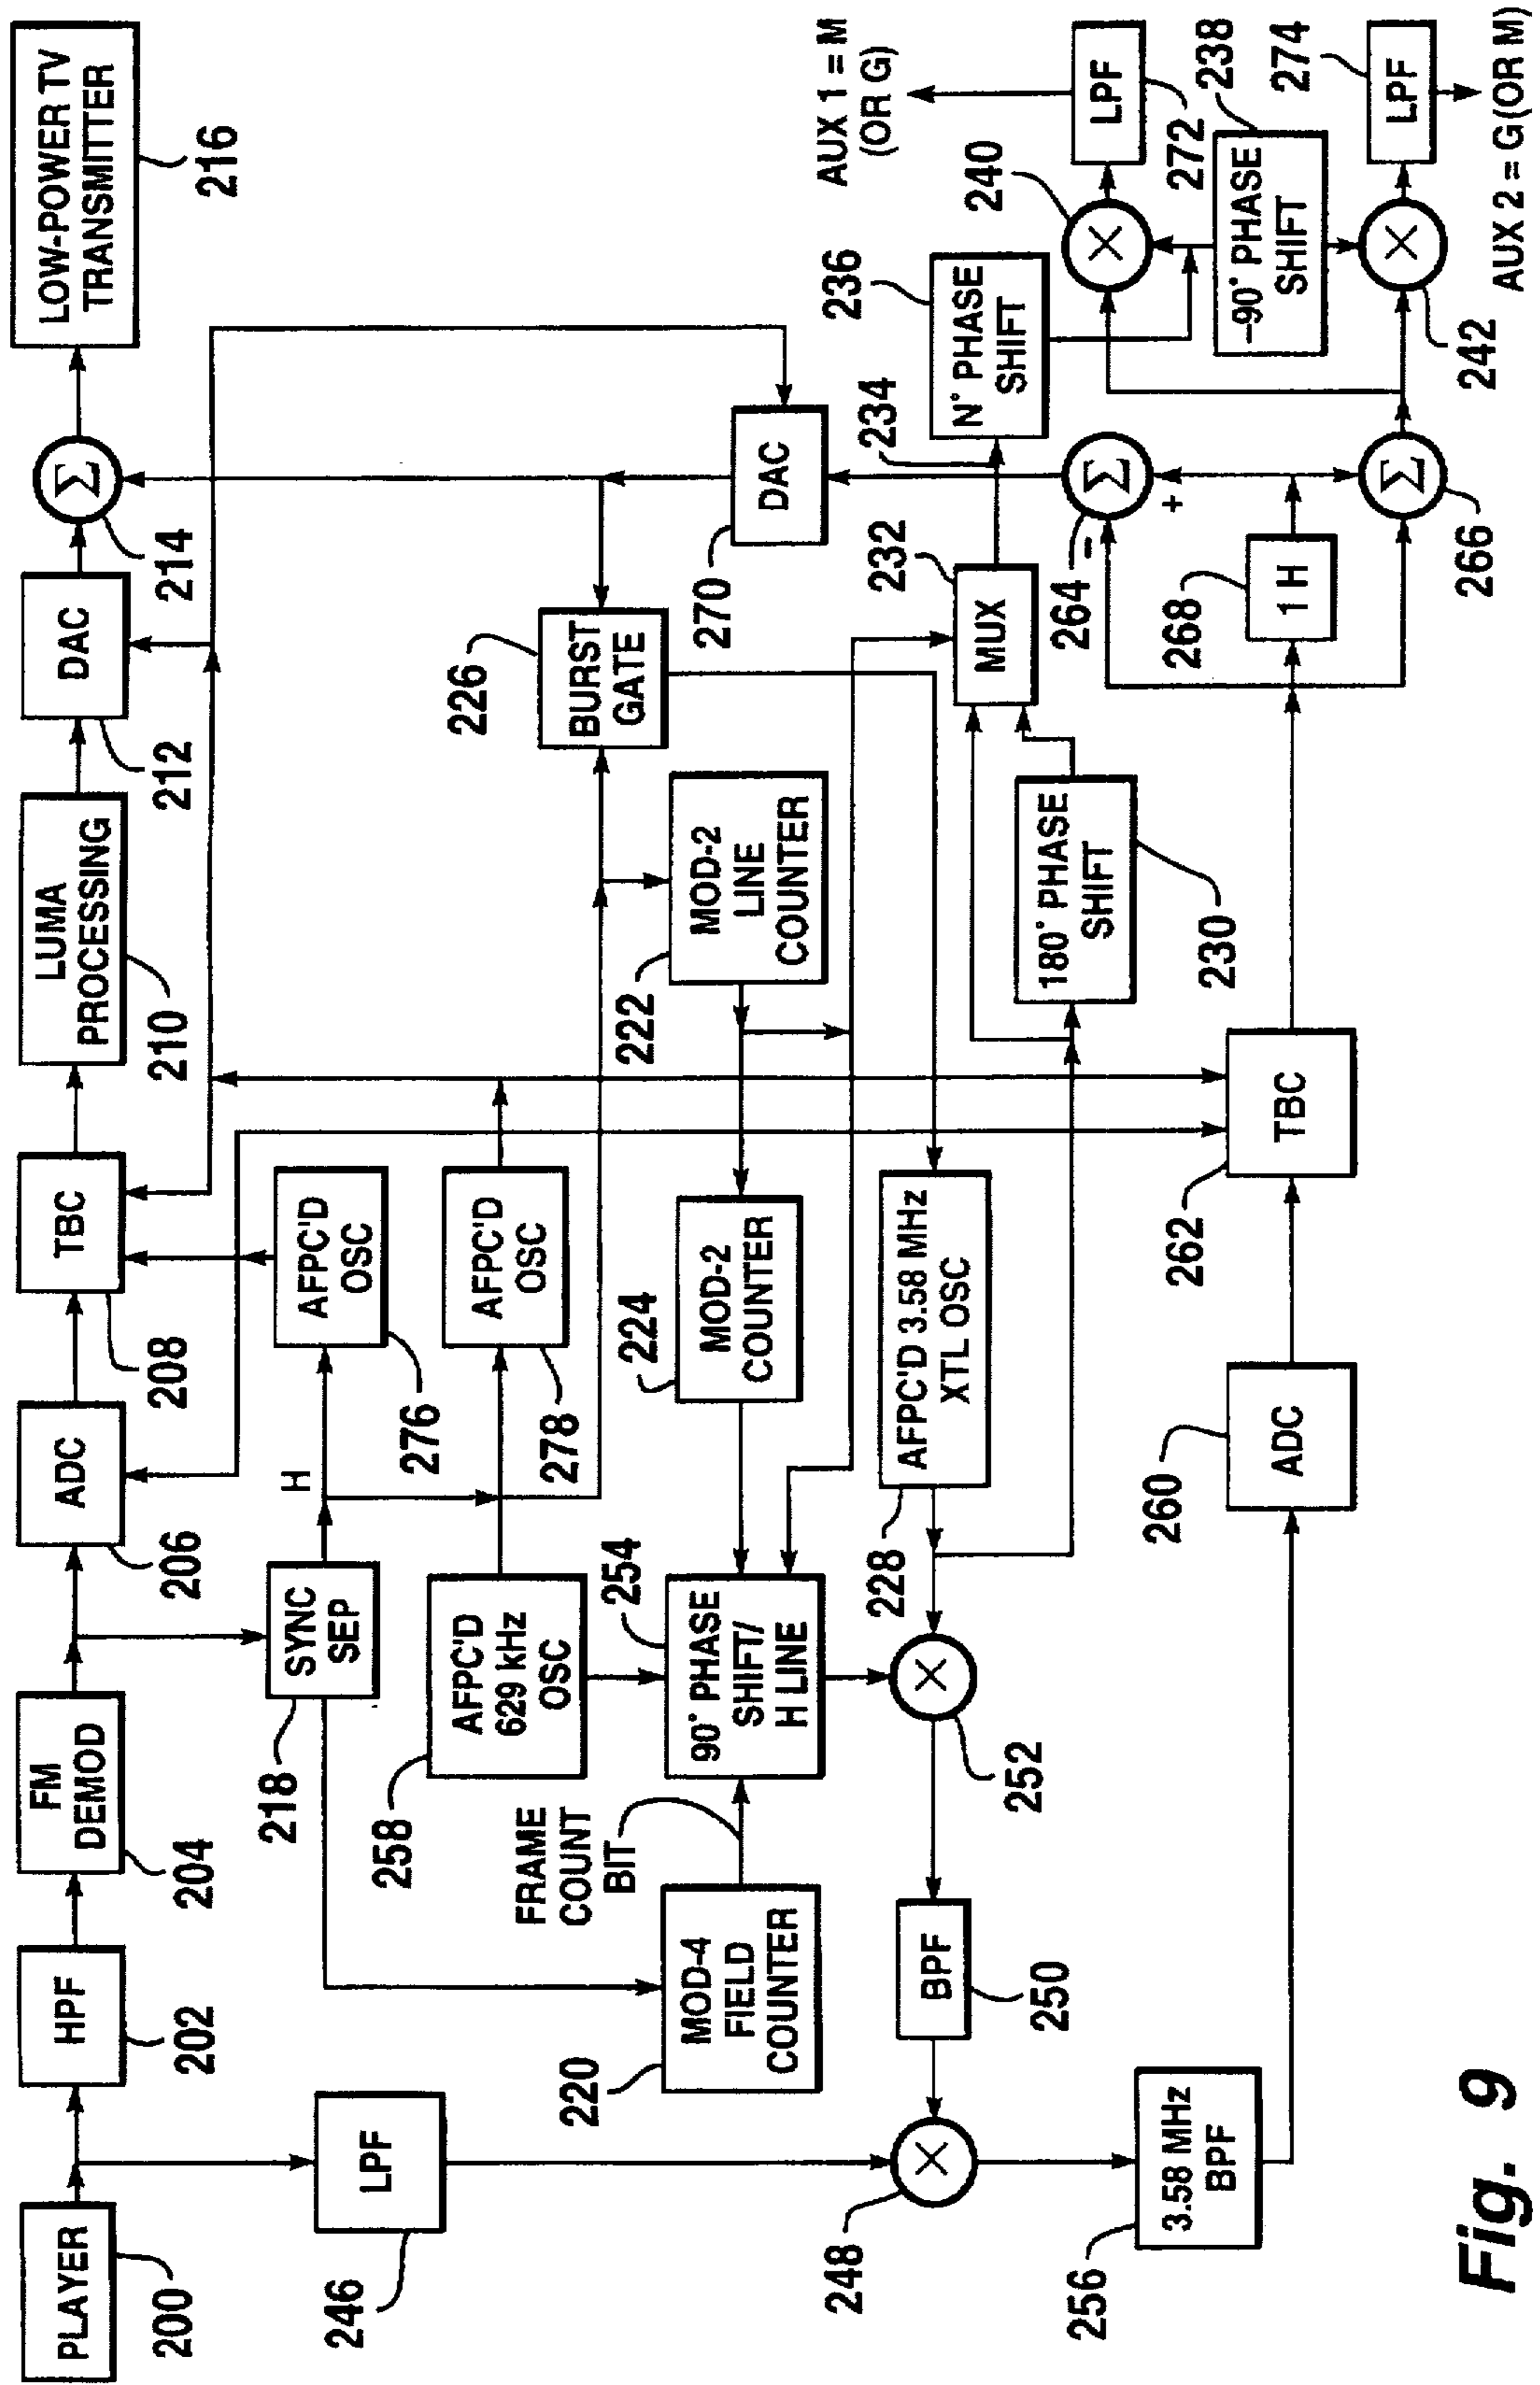 PLAYER
200
HPF
202
FM
DEMOD
204
ADC
206
TBC
208
LUMA
PROCESSING
210
DAC
212
Σ
214
LOW-POWER TV
TRANSMITTER
216
LPF
246
SYNC
SEP
218
H
AFPC'D
OSC
276
AFPC'D
629 kHz
OSC
258
AFPC'D
OSC
278
BURST
GATE
226
MOD-4
FIELD
COUNTER
220
FRAME
COUNT
BIT
90° PHASE
SHIFT/
H LINE
254
MOD-2
COUNTER
224
MOD-2
LINE
COUNTER
222
DAC
270
×
248
BPF
250
×
252
AFPC'D 3.58 MHz
XTL OSC
228
180° PHASE
SHIFT
230
MUX
232
234
N° PHASE
SHIFT
236
Σ
264
-
+
×
240
LPF
272
AUX 1 = M
(OR G)
3.58 MHz
BPF
256
ADC
260
TBC
262
1 H
268
Σ
266
-90° PHASE
SHIFT
238
×
242
LPF
274
AUX 2 = G(OR M)
Fig. 9